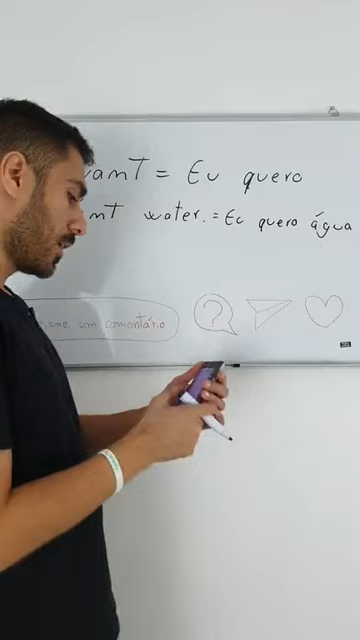 = Eu quero
water. = Eu quero água
um comentário
?